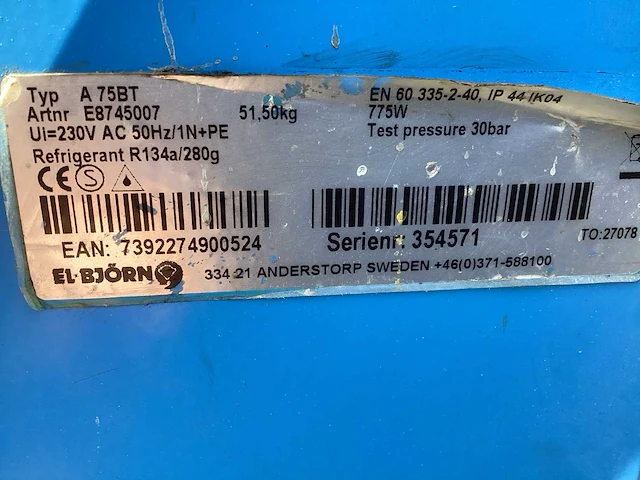 Typ A 75BT
Artnr E8745007 51,50kg
Ui=230V AC 50Hz/1N+PE
Refrigerant R134a/280g
EN 60 335-2-40, IP 44 IK04
775W
Test pressure 30bar
CE S
EAN: 7392274900524
Serienr: 354571
TO:27078
EL-BJÖRN
334 21 ANDERSTORP SWEDEN +46(0)371-588100